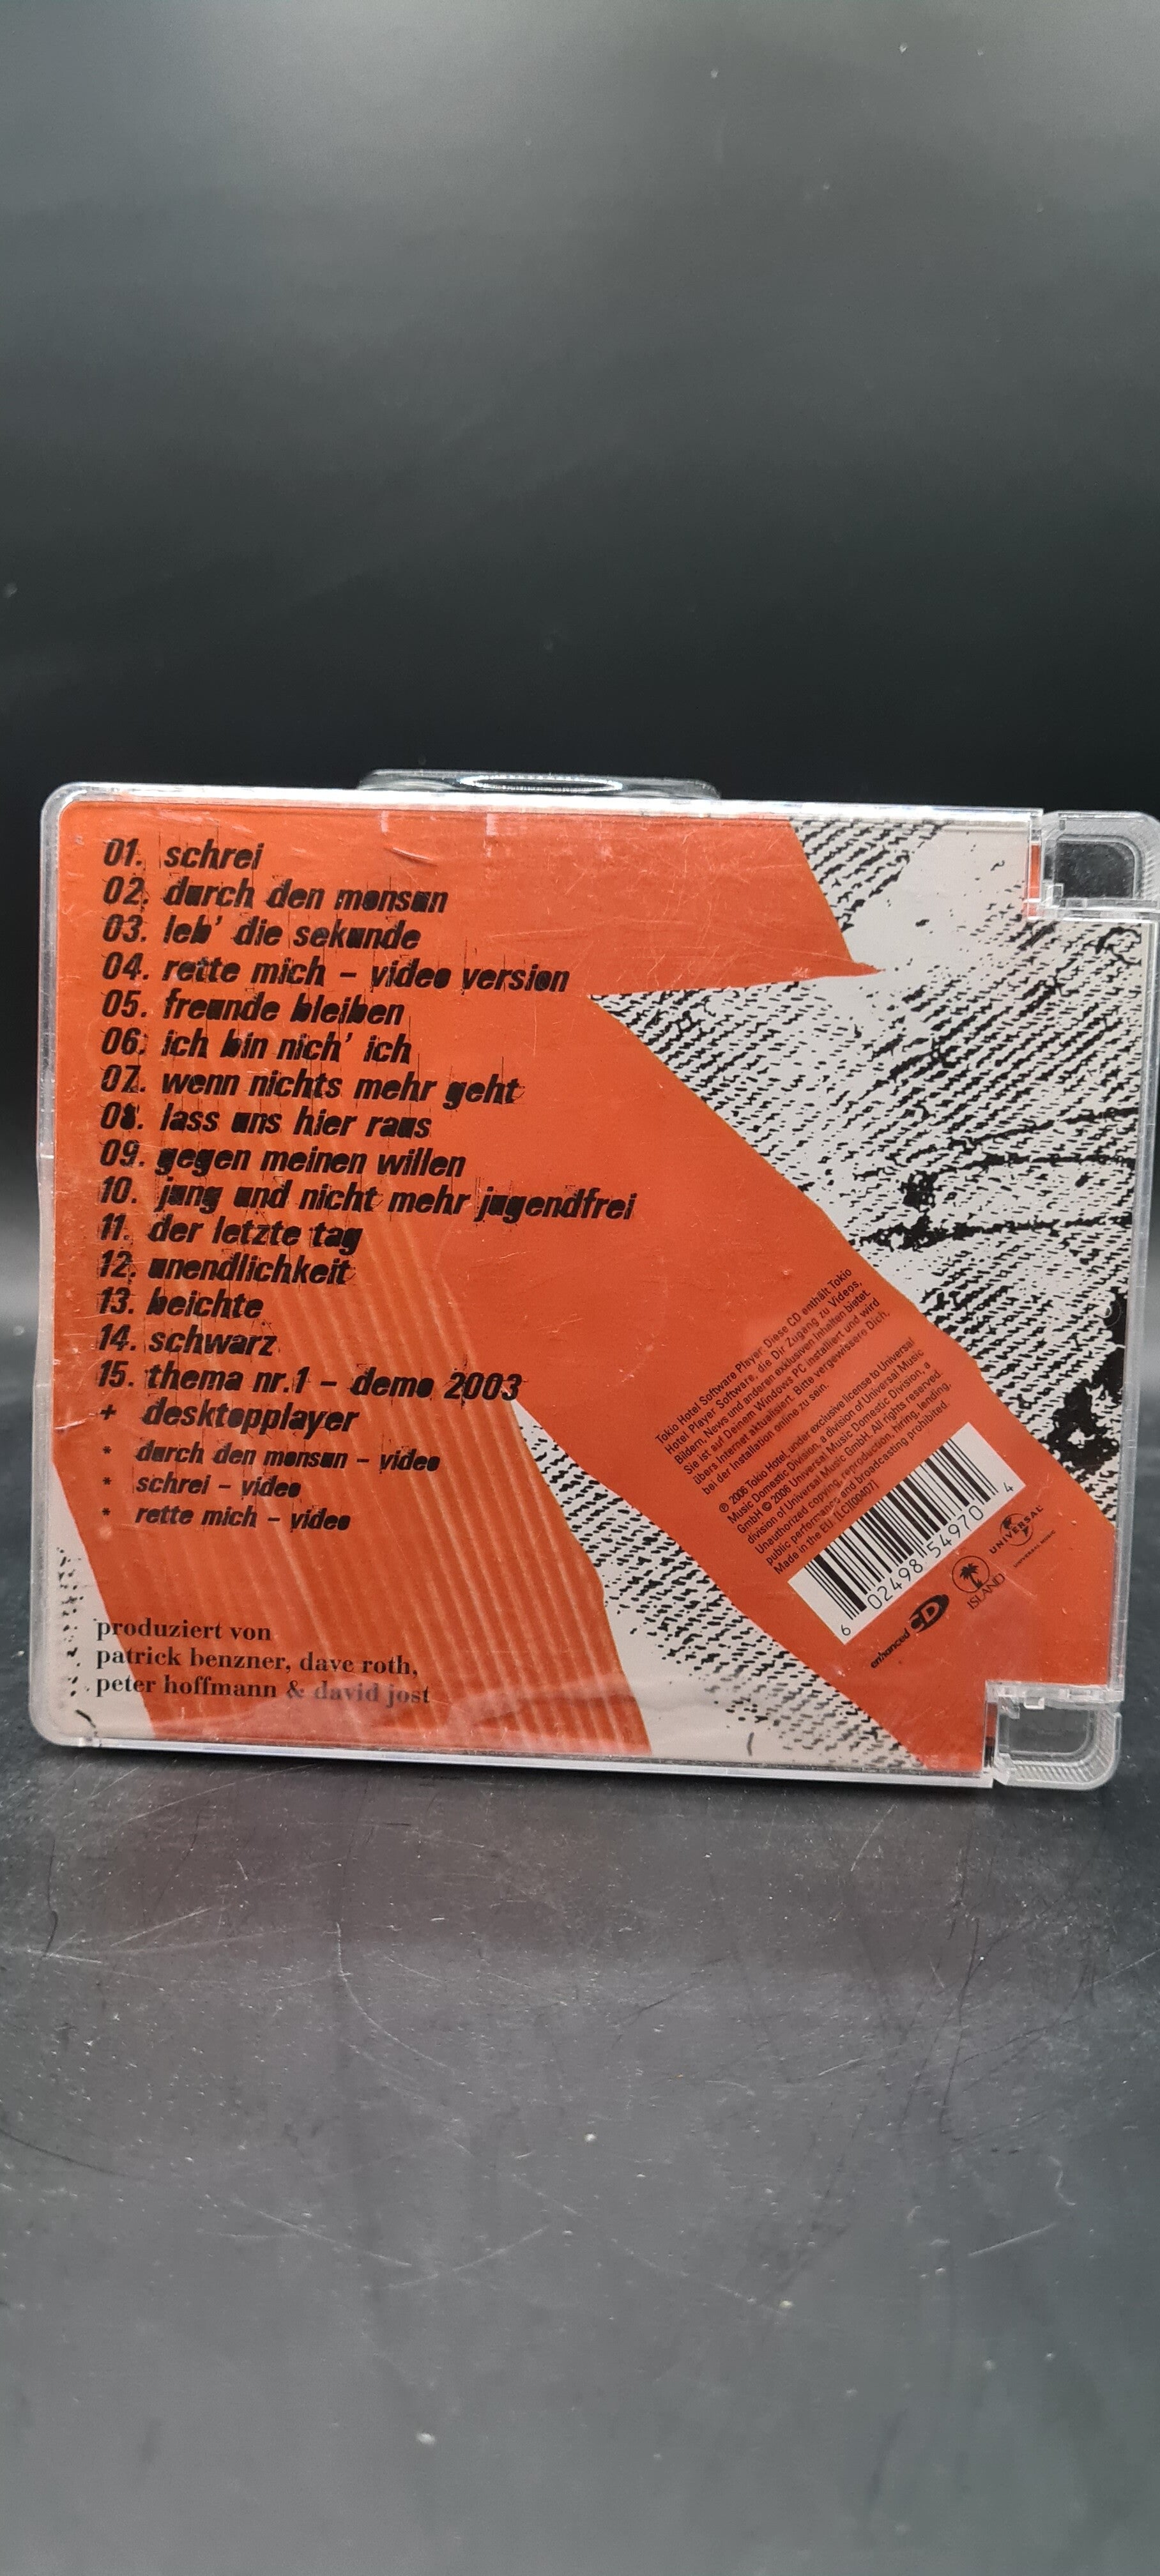 01. schrei
02. durch den monsun
03. leb' die sekunde
04. rette mich – video version
05. freunde bleiben
06. ich bin nich' ich
07. wenn nichts mehr geht
08. lass uns hier raus
09. gegen meinen willen
10. jung und nicht mehr jugendfrei
11. der letzte tag
12. unendlichkeit
13. beichte
14. schwarz
15. thema nr.1 – demo 2003
+ desktopplayer
* durch den monsun – video
* schrei – video
* rette mich – video
produziert von
patrick benzner, dave roth,
peter hoffmann & david jost
Tokio Hotel Software Player. Diese CD enthält Tokio
Hotel Player Software, die Dir Zugang zu Videos,
Bildern, News und anderen exklusiven Inhalten bietet.
Sie ist auf Deinem Windows PC installiert und wird
übers Internet aktualisiert. Bitte vergewissere Dich,
bei der Installation online zu sein.
℗ 2006 Tokio Hotel, under exclusive license to Universal
Music Domestic Division, a division of Universal Music
GmbH © 2006 Universal Music Domestic Division, a
division of Universal Music GmbH. All rights reserved.
Unauthorized copying, reproduction, hiring, lending,
public performance and broadcasting prohibited.
Made in the EU. [LC](00407)
6 02498 54970 4
enhanced CD
ISLAND
UNIVERSAL
UNIVERSAL MUSIC